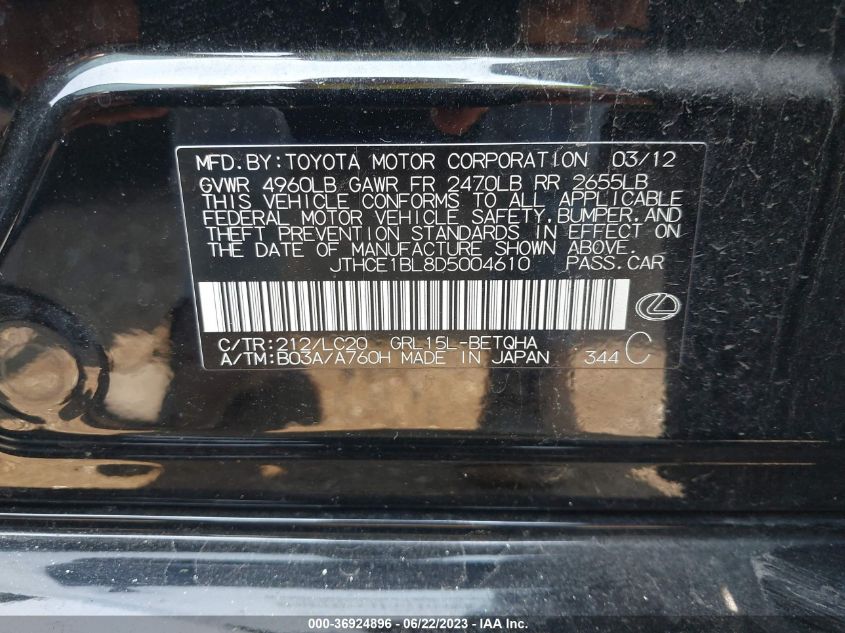 MFD.BY:TOYOTA MOTOR CORPORATION 03/12
GVWR 4960LB GAWR FR 2470LB RR 2655LB
THIS VEHICLE CONFORMS TO ALL APPLICABLE
FEDERAL MOTOR VEHICLE SAFETY,BUMPER,AND
THEFT PREVENTION STANDARDS IN EFFECT ON
THE DATE OF MANUFACTURE SHOWN ABOVE.
JTHCE1BL8D5004610 PASS.CAR
C/TR:212/LC20 GRL15L-BETQHA
A/TM:B03A/A760H MADE IN JAPAN 344 C
000-36924896 - 06/22/2023 - IAA Inc.